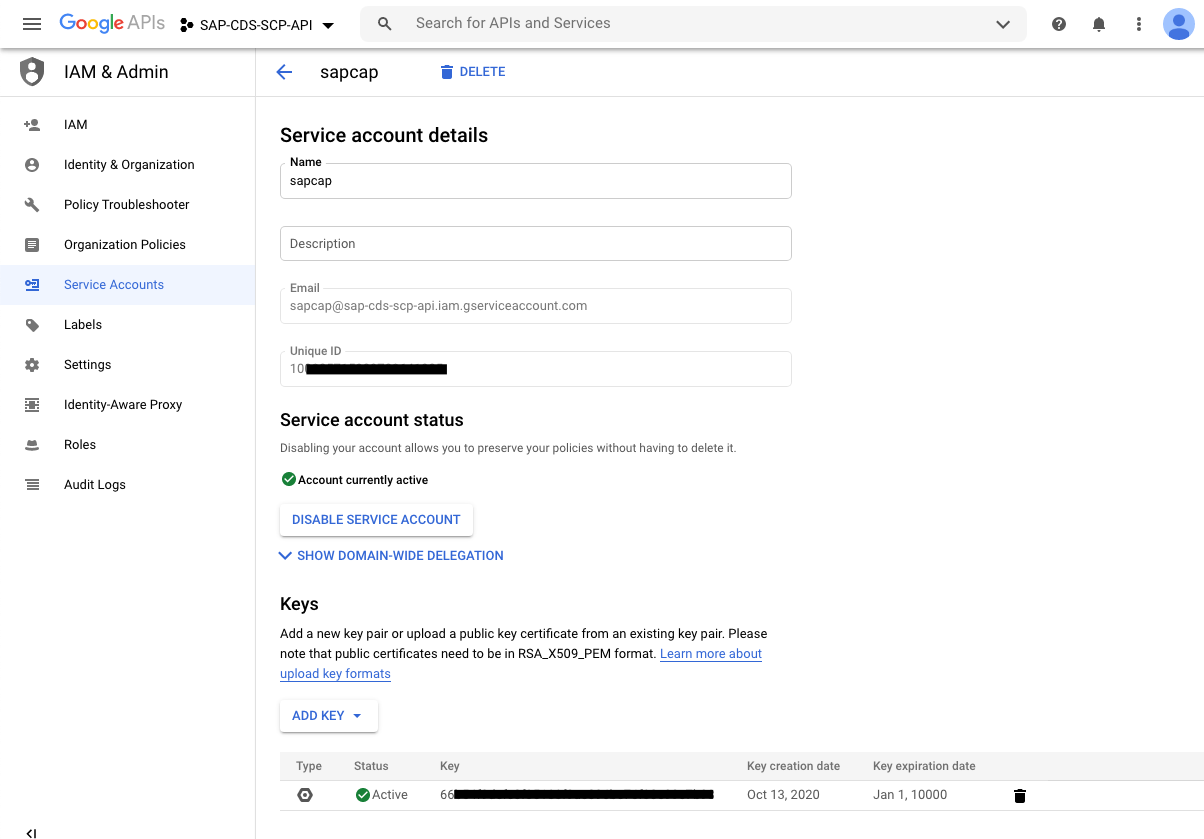 Google APIs
SAP-CDS-SCP-API
Search for APIs and Services
IAM & Admin
sapcap
DELETE
IAM
Identity & Organization
Policy Troubleshooter
Organization Policies
Service Accounts
Labels
Settings
Identity-Aware Proxy
Roles
Audit Logs
Service account details
Name
sapcap
Description
Email
sapcap@sap-cds-scp-api.iam.gserviceaccount.com
Unique ID
10
Service account status
Disabling your account allows you to preserve your policies without having to delete it.
Account currently active
DISABLE SERVICE ACCOUNT
SHOW DOMAIN-WIDE DELEGATION
Keys
Add a new key pair or upload a public key certificate from an existing key pair. Please
note that public certificates need to be in RSA_X509_PEM format. Learn more about
upload key formats
ADD KEY
Type Status Key Key creation date Key expiration date
Active 66 Oct 13, 2020 Jan 1, 10000